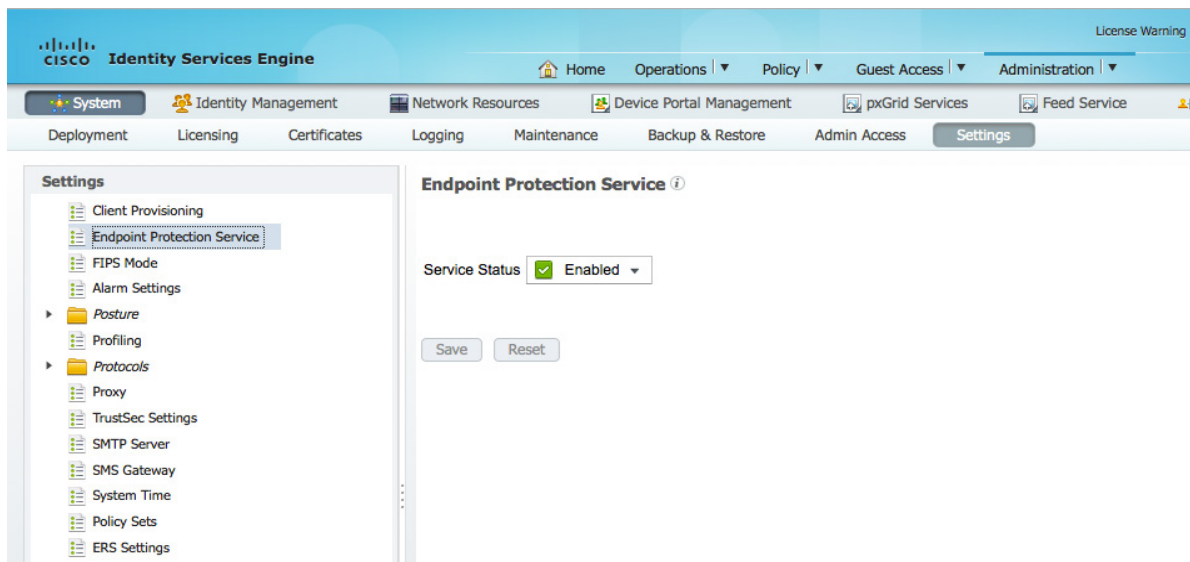 License Warning
CISCO Identity Services Engine
Home Operations Policy Guest Access Administration
System Identity Management Network Resources Device Portal Management pxGrid Services Feed Service
Deployment Licensing Certificates Logging Maintenance Backup & Restore Admin Access Settings
Settings
Client Provisioning
Endpoint Protection Service
FIPS Mode
Alarm Settings
Posture
Profiling
Protocols
Proxy
TrustSec Settings
SMTP Server
SMS Gateway
System Time
Policy Sets
ERS Settings
Endpoint Protection Service
Service Status Enabled
Save Reset